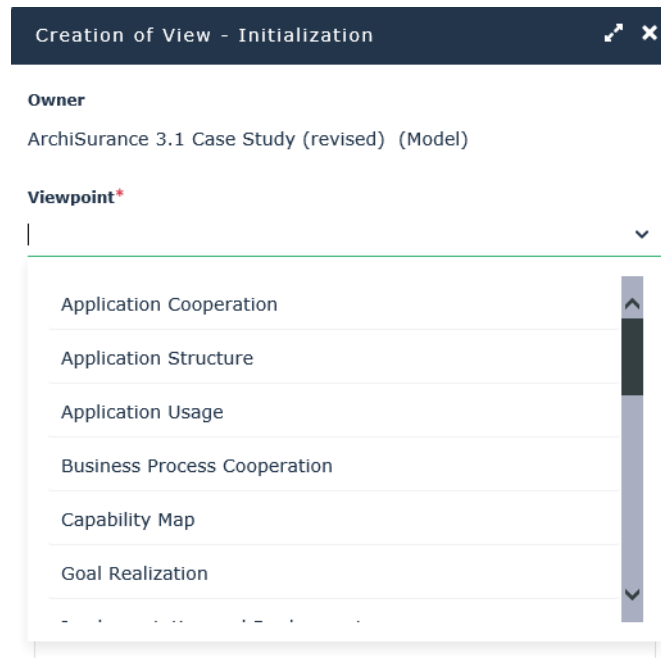 Creation of View - Initialization
Owner
ArchiSurance 3.1 Case Study (revised) (Model)
Viewpoint*
Application Cooperation
Application Structure
Application Usage
Business Process Cooperation
Capability Map
Goal Realization